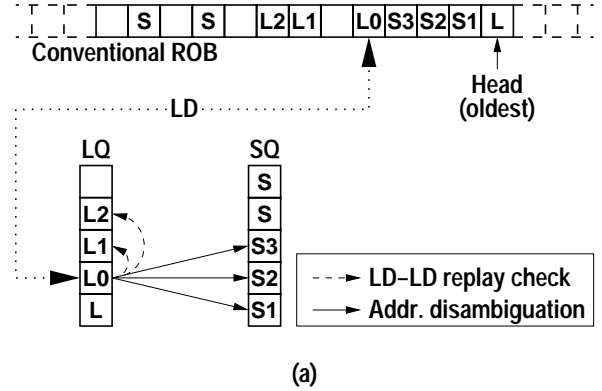 S S L2 L1 L0 S3 S2 S1 L
Conventional ROB
Head
(oldest)
LD
LQ SQ
S
L2 S
L1 S3
L0 S2
L S1
LD–LD replay check
Addr. disambiguation
(a)